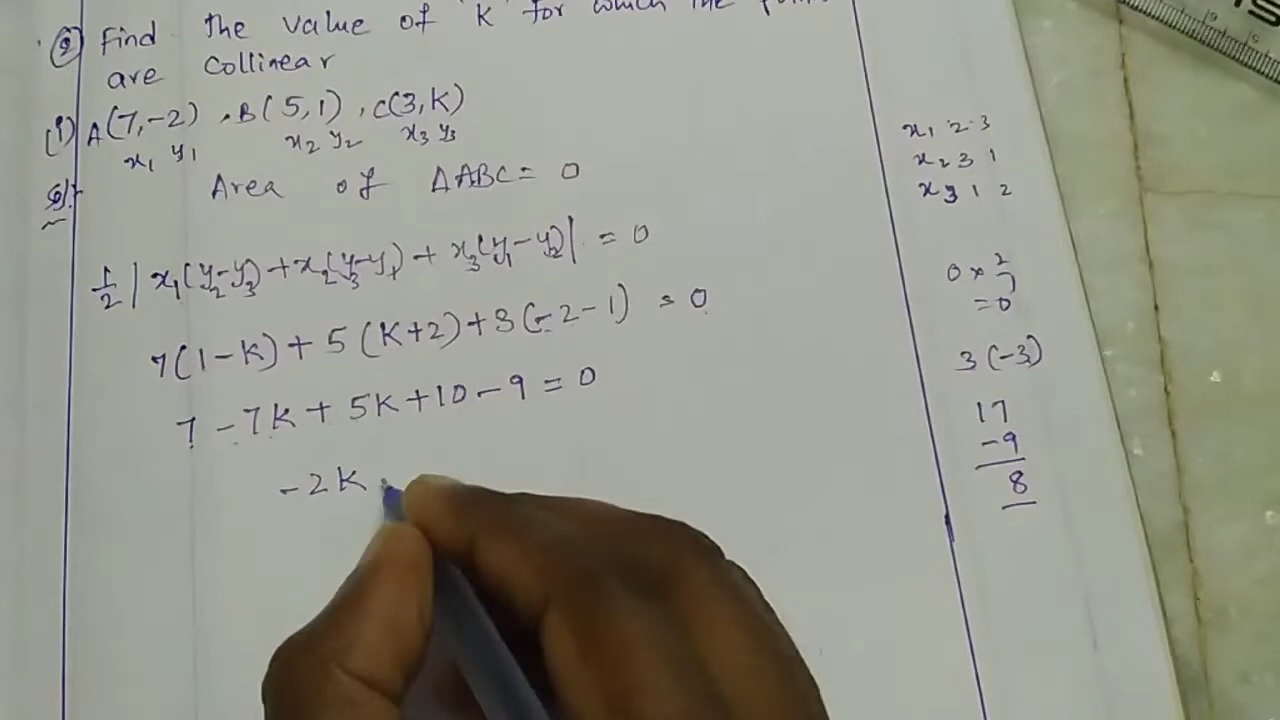 ② Find the value of 'K' for which the
are collinear
(i) A(7,-2), B(5,1), C(3,K)
x₁ y₁ x₂ y₂ x₃ y₃
Sol:
Area of ΔABC = 0
1/2 | x₁(y₂-y₃)+x₂(y₃-y₁)+x₃(y₁-y₂)| = 0
7(1-K)+5(K+2)+3(-2-1) = 0
7-7K+5K+10-9=0
-2K
x₁ 2 3
x₂ 3 1
x₃ 1 2
0×2
=0
3(-3)
17
-9
8